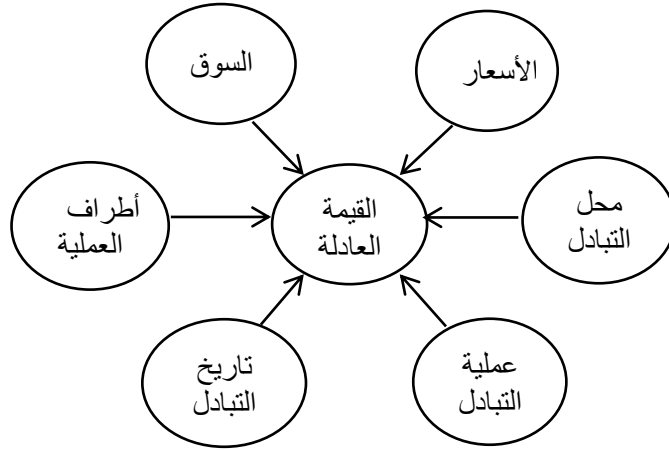 الأسعار
السوق
محل
التبادل
القيمة
العادلة
أطراف
العملية
عملية
التبادل
تاريخ
التبادل